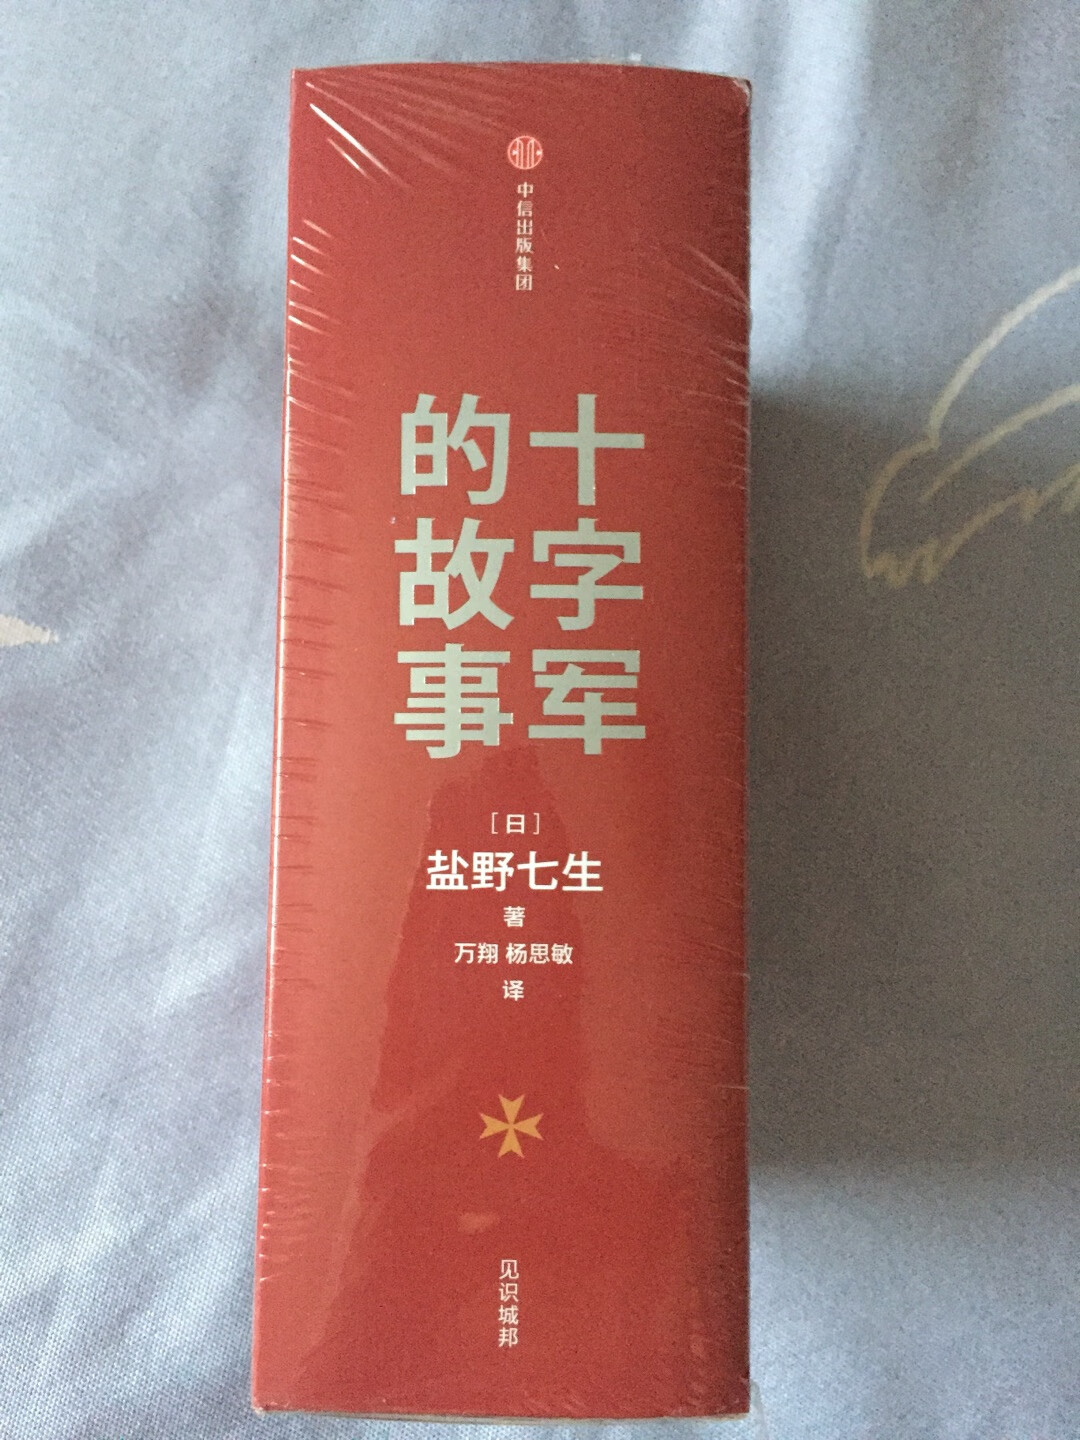 中信出版集团
十字军
的故事
［日］
盐野七生
著
万翔 杨思敏
译
见识城邦